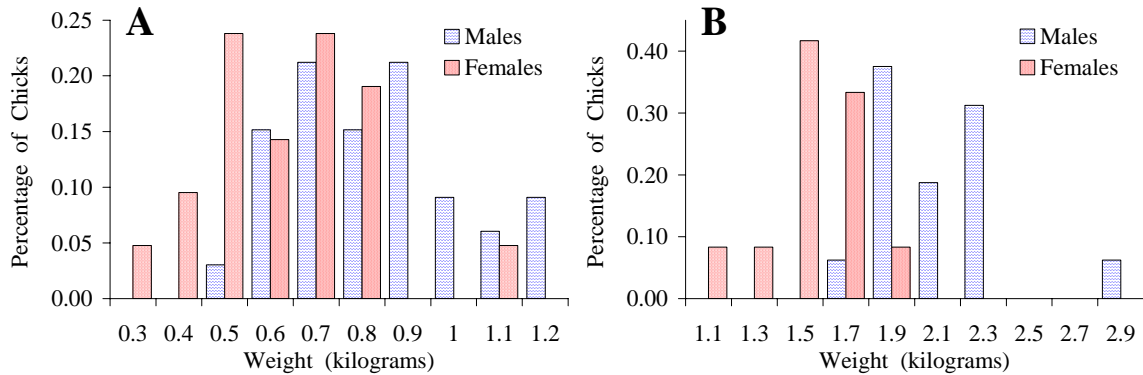 A
Males
Females
Percentage of Chicks
0.25
0.20
0.15
0.10
0.05
0.00
0.3 0.4 0.5 0.6 0.7 0.8 0.9 1 1.1 1.2
Weight (kilograms)
B
Males
Females
Percentage of Chicks
0.40
0.30
0.20
0.10
0.00
1.1 1.3 1.5 1.7 1.9 2.1 2.3 2.5 2.7 2.9
Weight (kilograms)